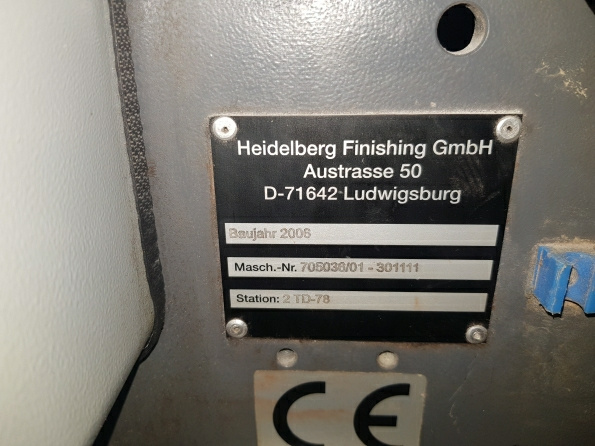 Heidelberg Finishing GmbH
Austrasse 50
D-71642 Ludwigsburg
Baujahr 2006
Masch.-Nr. 705036/01 - 301111
Station: 2 TD-78
CE